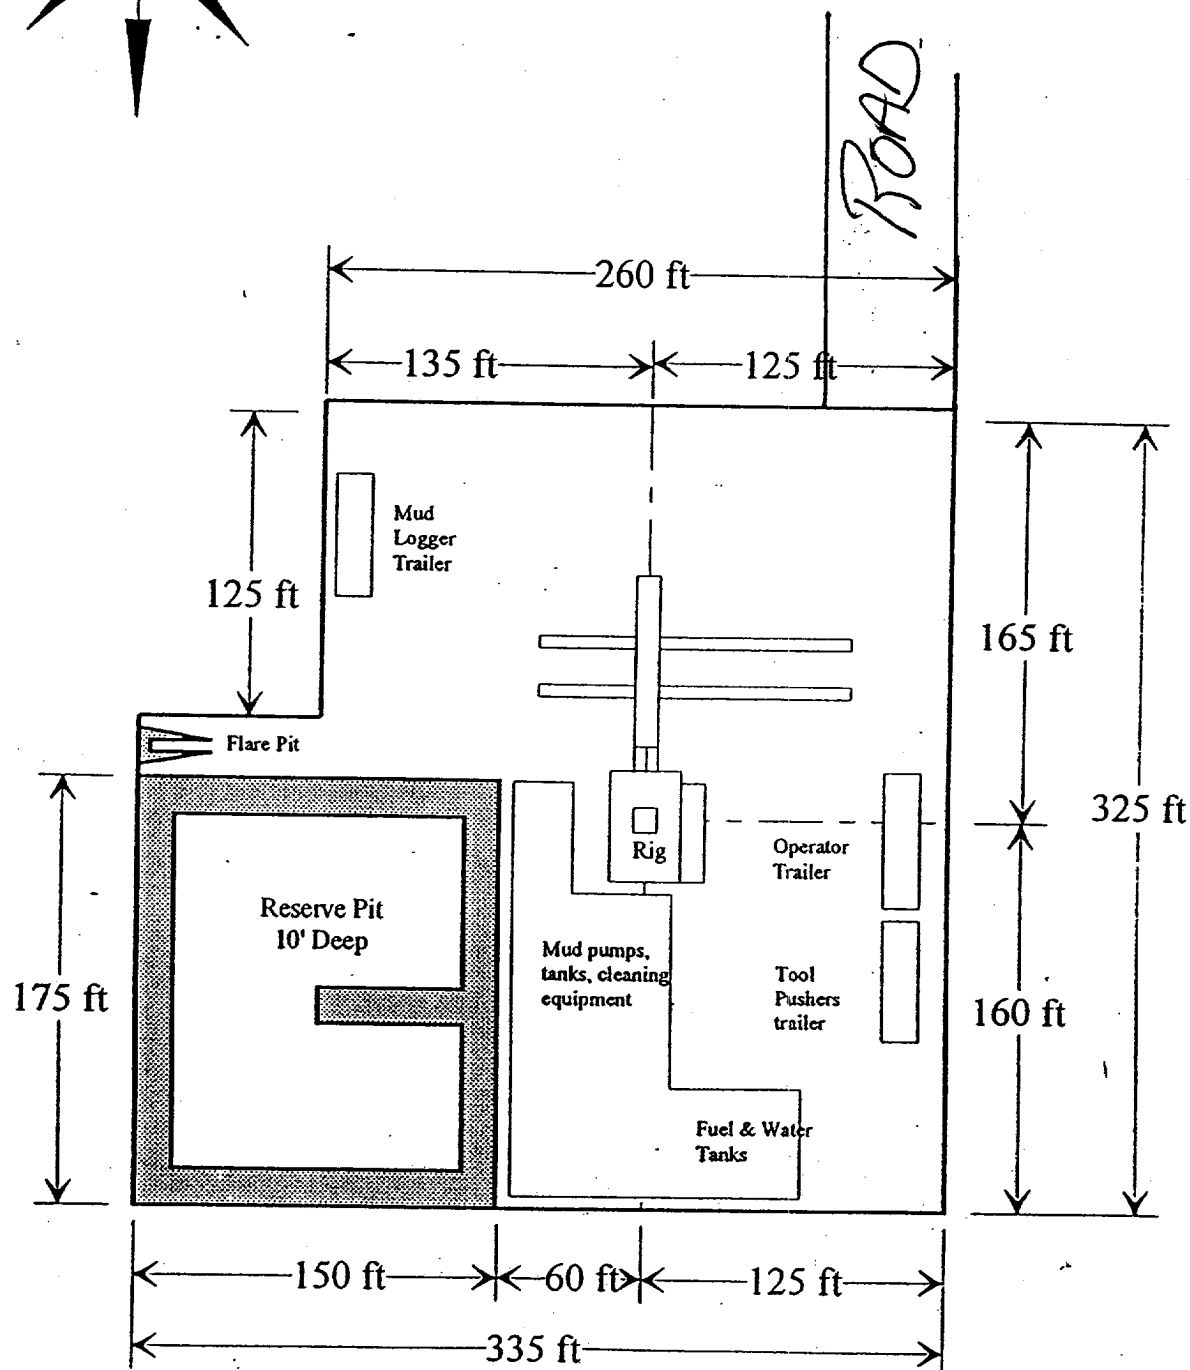 ROAD
260 ft
135 ft
125 ft
Mud
Logger
Trailer
125 ft
165 ft
Flare Pit
325 ft
Rig
Operator
Trailer
Reserve Pit
10' Deep
Mud pumps,
tanks, cleaning
equipment
Tool
Pushers
trailer
175 ft
160 ft
Fuel & Water
Tanks
150 ft
60 ft
125 ft
335 ft